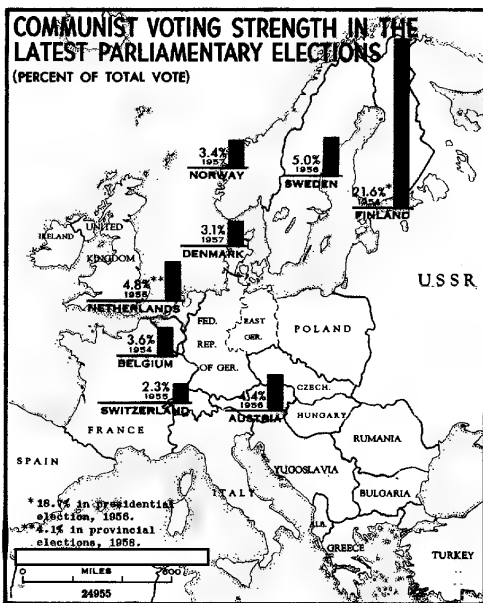 COMMUNIST VOTING STRENGTH IN THE
LATEST PARLIAMENTARY ELECTIONS
(PERCENT OF TOTAL VOTE)
3.4%
1957
NORWAY
5.0%
1956
SWEDEN
21.6%*
1954
FINLAND
3.1%
1957
DENMARK
IRELAND
UNITED
KINGDOM
4.8%**
1956
NETHERLANDS
USSR
FED.
REP.
OF GER.
EAST
GER.
POLAND
3.6%
1954
BELGIUM
2.3%
1955
SWITZERLAND
4.4%
1956
AUSTRIA
CZECH.
HUNGARY
FRANCE
RUMANIA
SPAIN
ITALY
YUGOSLAVIA
BULGARIA
ALB.
GREECE
TURKEY
*18.7% in presidential
election, 1956.
**4.1% in provincial
elections, 1958.
0 MILES 600
24955